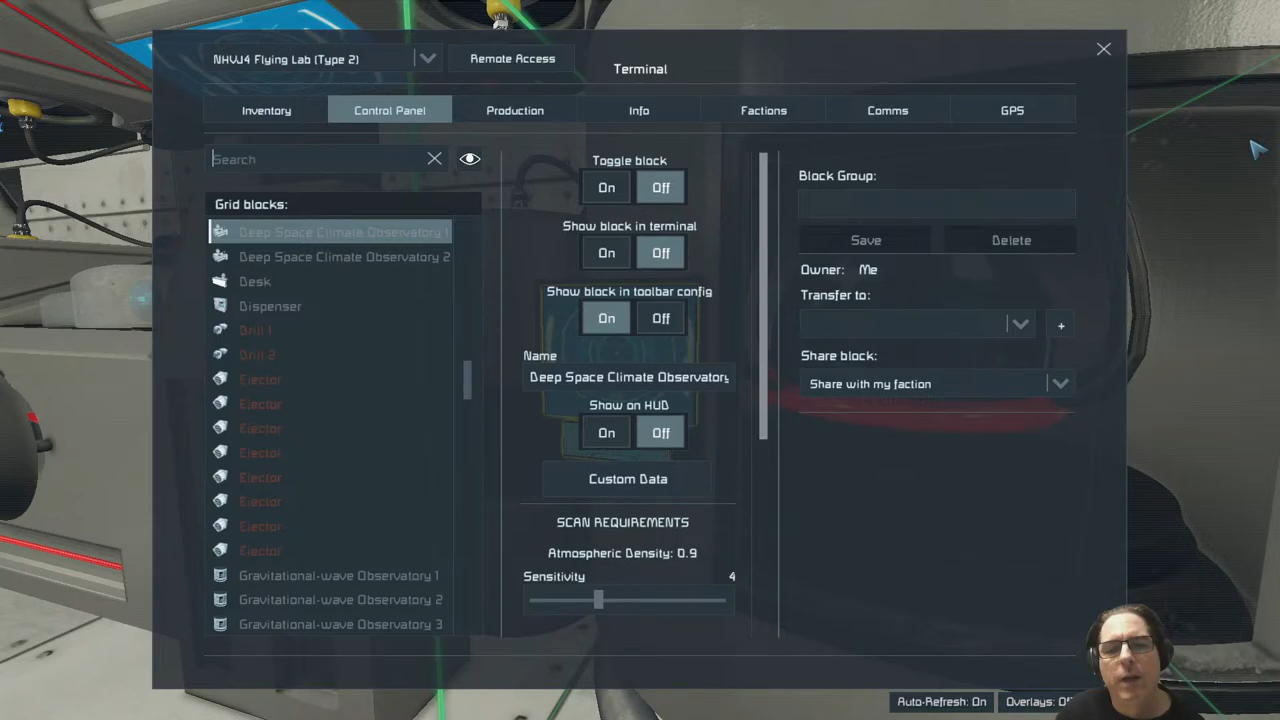 NHVJ4 Flying Lab (Type 2)
Remote Access
Terminal
Inventory
Control Panel
Production
Info
Factions
Comms
GPS
Search
Grid blocks:
Deep Space Climate Observatory 1
Deep Space Climate Observatory 2
Desk
Dispenser
Drill 1
Drill 2
Ejector
Ejector
Ejector
Ejector
Ejector
Ejector
Ejector
Ejector
Gravitational-wave Observatory 1
Gravitational-wave Observatory 2
Gravitational-wave Observatory 3
Toggle block
On Off
Show block in terminal
On Off
Show block in toolbar config
On Off
Name
Deep Space Climate Observatory
Show on HUD
On Off
Custom Data
SCAN REQUIREMENTS
Atmospheric Density: 0.9
Sensitivity 4
Block Group:
Save Delete
Owner: Me
Transfer to:
+
Share block:
Share with my faction
Auto-Refresh: On
Overlays: Off